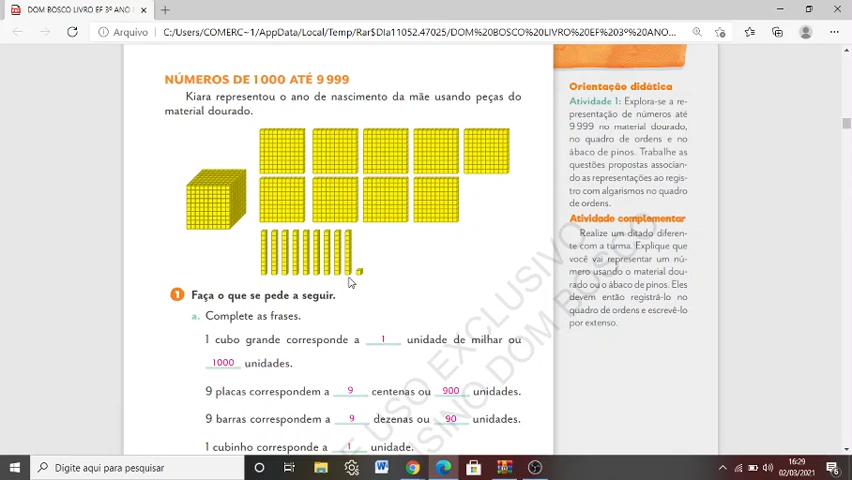 DOM BOSCO LIVRO EF 3º ANO.pdf
Arquivo
C:/Users/COMERC~1/AppData/Local/Temp/Rar$DIa11052.47025/DOM%20BOSCO%20LIVRO%20EF%203º%20ANO...
NÚMEROS DE 1 000 ATÉ 9 999
Kiara representou o ano de nascimento da mãe usando peças do
material dourado.
1 Faça o que se pede a seguir.
a. Complete as frases.
1 cubo grande corresponde a 1 unidade de milhar ou
1000 unidades.
9 placas correspondem a 9 centenas ou 900 unidades.
9 barras correspondem a 9 dezenas ou 90 unidades.
1 cubinho corresponde a 1 unidade.
Orientação didática
Atividade 1: Explora-se a re-
presentação de números até
9 999 no material dourado,
no quadro de ordens e no
ábaco de pinos. Trabalhe as
questões propostas associan-
do as representações ao regis-
tro com algarismos no quadro
de ordens.
Atividade complementar
Realize um ditado diferen-
te com a turma. Explique que
você vai representar um nú-
mero usando o material dou-
rado ou o ábaco de pinos. Eles
devem então registrá-lo no
quadro de ordens e escrevê-lo
por extenso.
E USO EXCLUSIVO
ENSINO DOM BOSCO
Digite aqui para pesquisar
16:29
02/03/2021
6